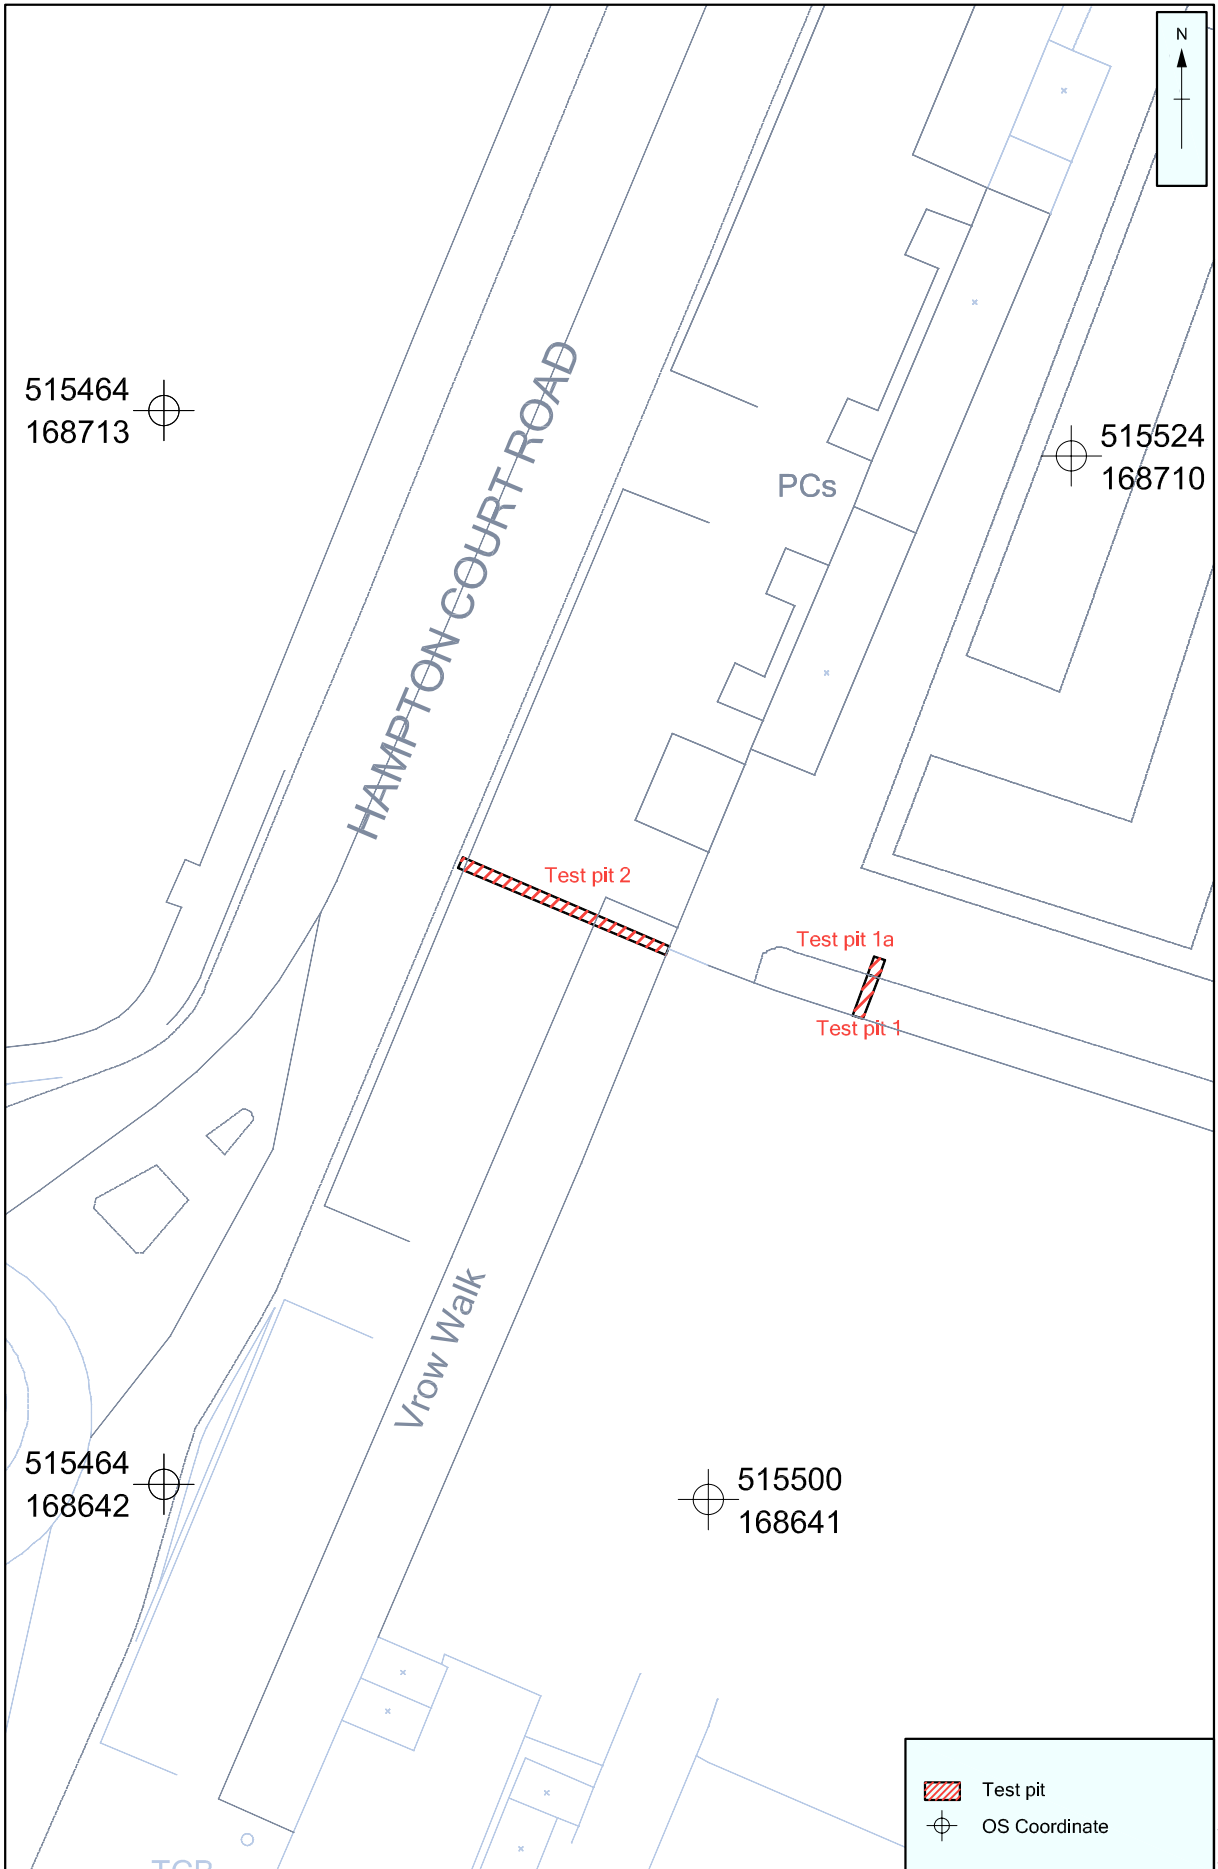 N
515464
168713
HAMPTON COURT ROAD
515524
168710
PCs
Test pit 2
Test pit 1a
Test pit 1
Vrow Walk
515464
168642
515500
168641
Test pit
OS Coordinate